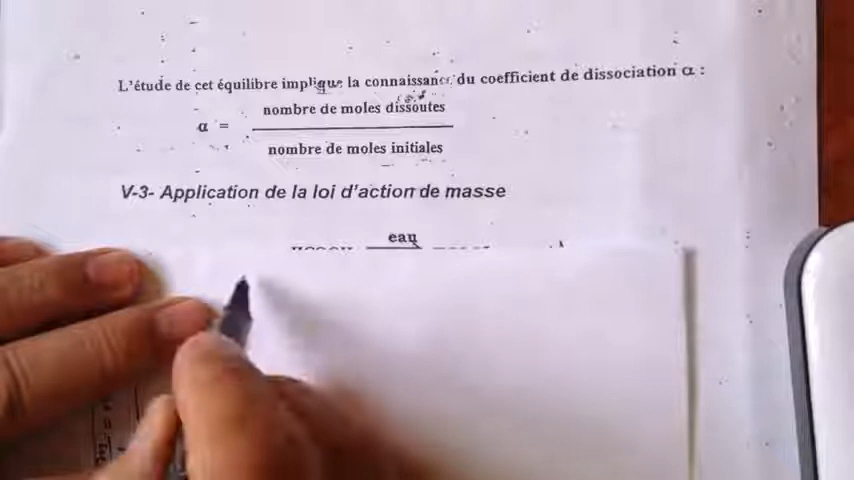 L'étude de cet équilibre implique la connaissance du coefficient de dissociation α :
nombre de moles dissoutes
α =
nombre de moles initiales
V-3- Application de la loi d'action de masse
eau